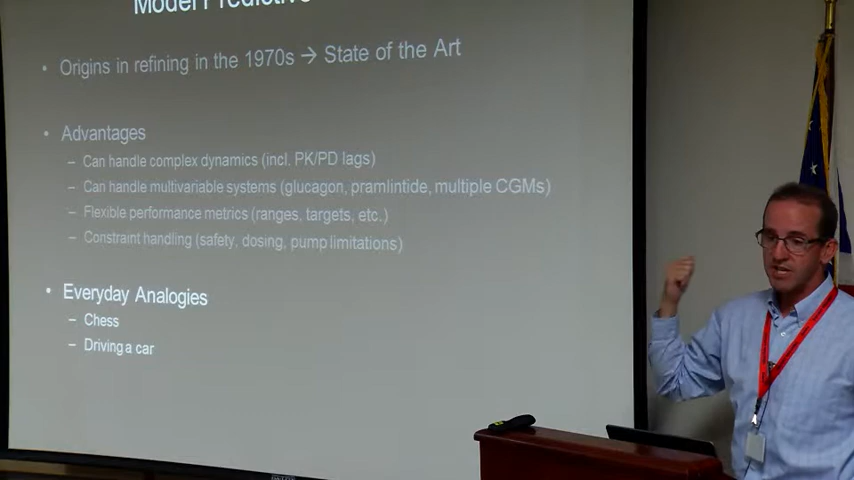 Model Predictive
• Origins in refining in the 1970s → State of the Art
• Advantages
– Can handle complex dynamics (incl. PK/PD lags)
– Can handle multivariable systems (glucagon, pramlintide, multiple CGMs)
– Flexible performance metrics (ranges, targets, etc.)
– Constraint handling (safety, dosing, pump limitations)
• Everyday Analogies
– Chess
– Driving a car